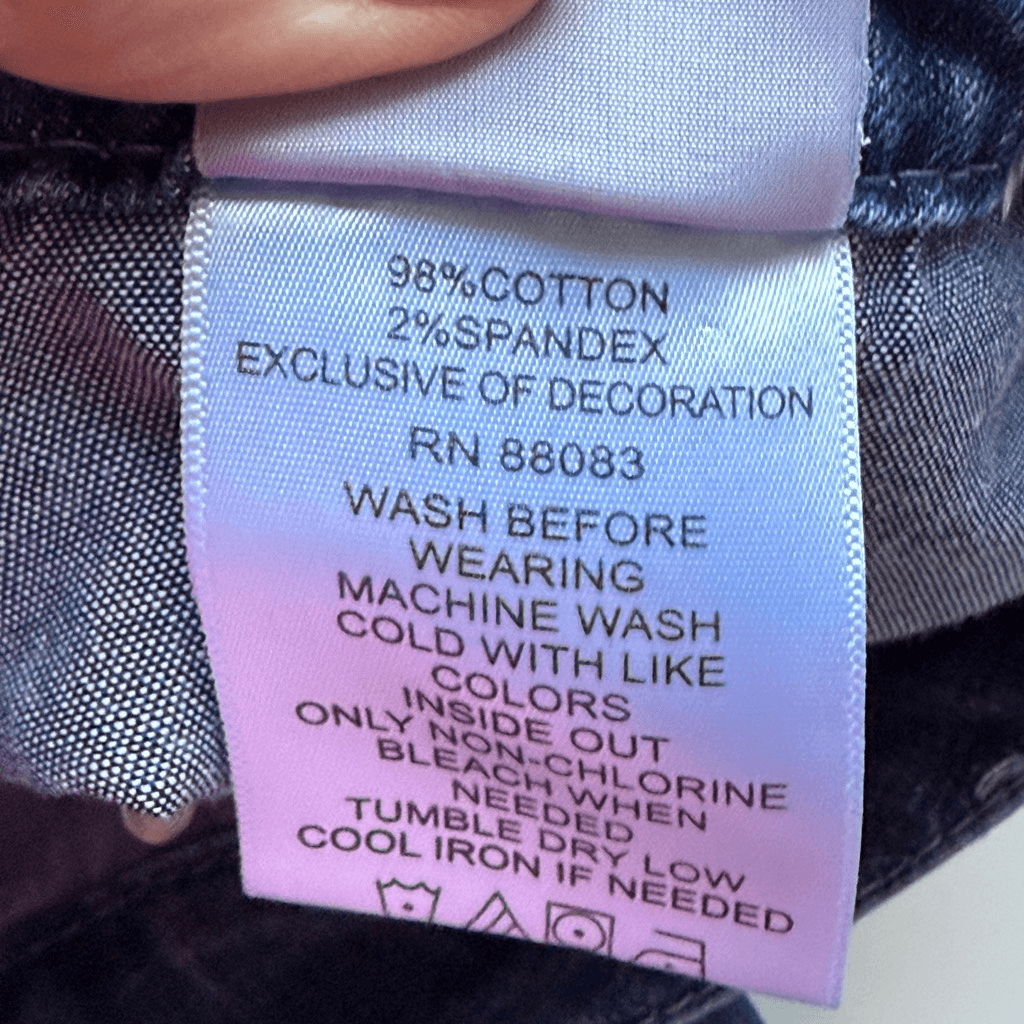 98%COTTON
2%SPANDEX
EXCLUSIVE OF DECORATION
RN 88083
WASH BEFORE
WEARING
MACHINE WASH
COLD WITH LIKE
COLORS
INSIDE OUT
ONLY NON-CHLORINE
BLEACH WHEN
NEEDED
TUMBLE DRY LOW
COOL IRON IF NEEDED